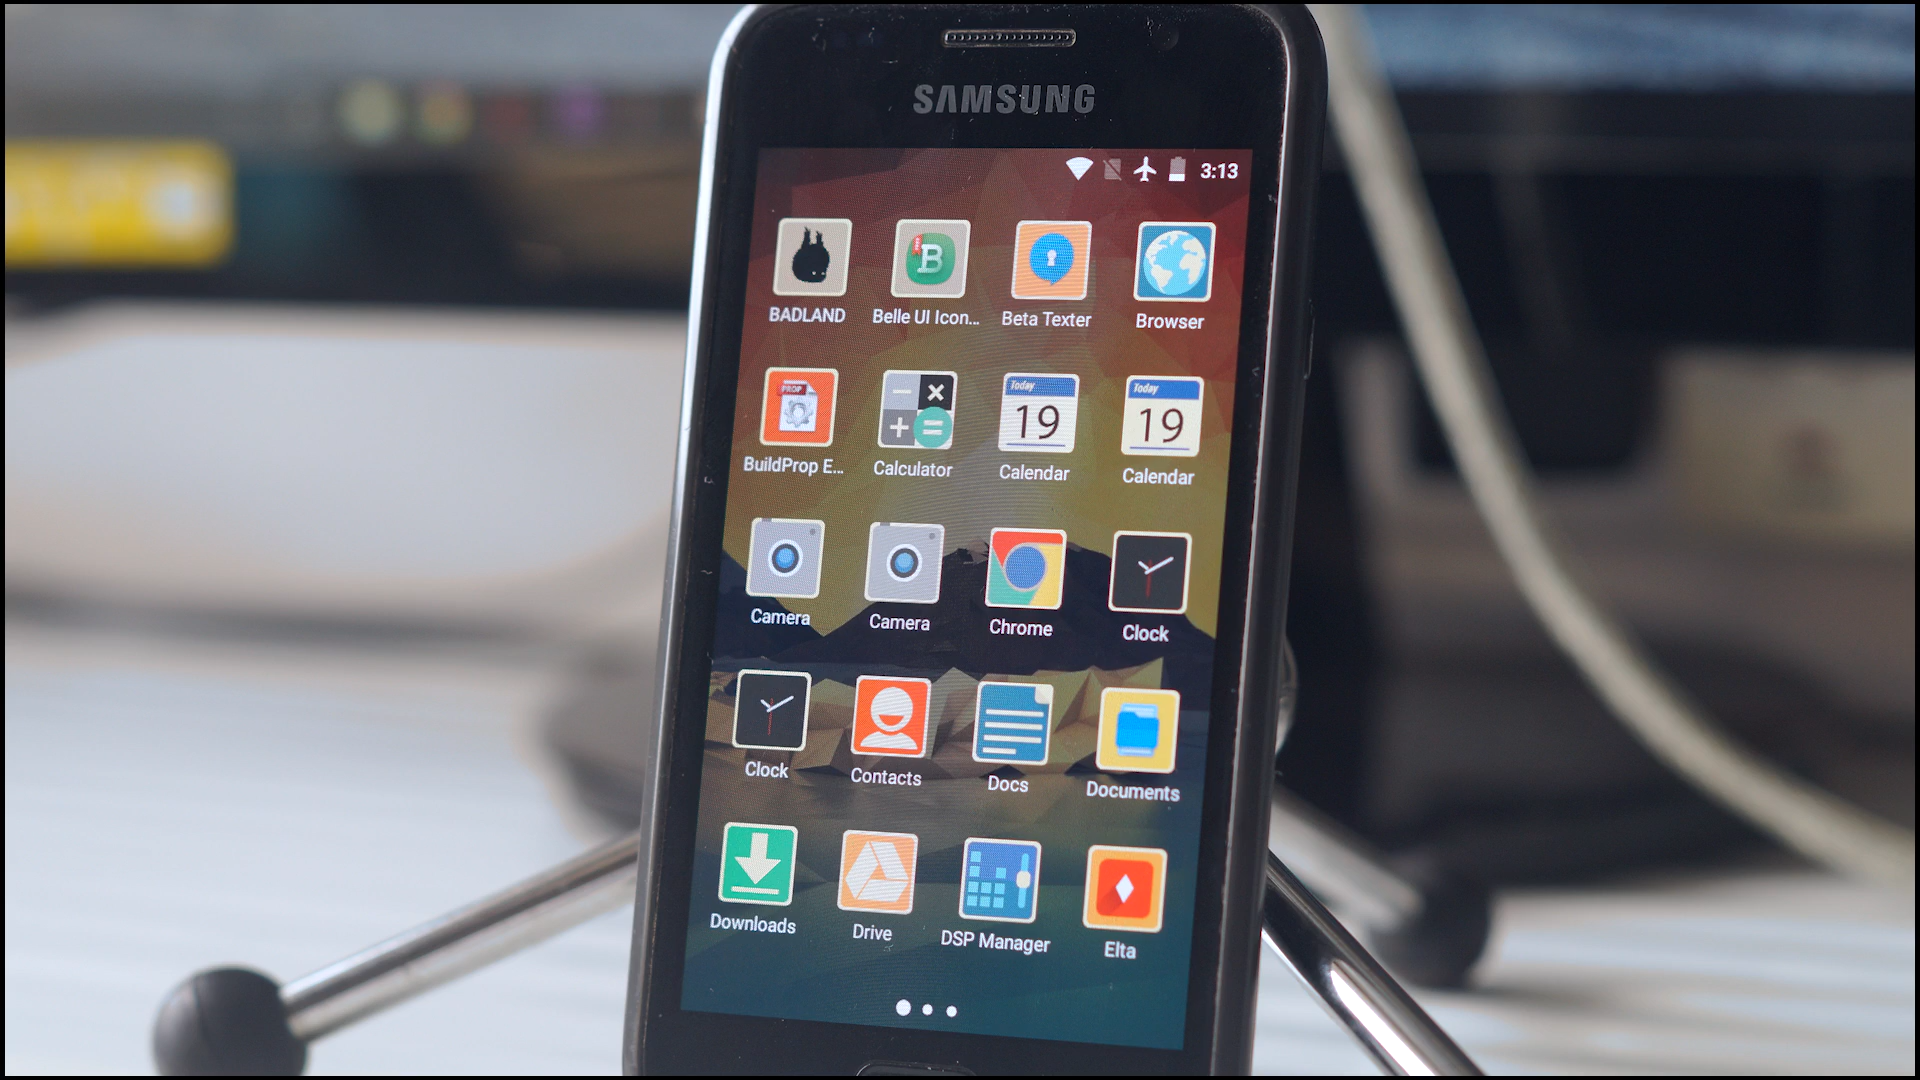 SAMSUNG
3:13
BADLAND
Belle UI Icon...
Beta Texter
Browser
B
PROP
Today
19
Today
19
BuildProp E...
Calculator
Calendar
Calendar
Camera
Camera
Chrome
Clock
Clock
Contacts
Docs
Documents
Downloads
Drive
DSP Manager
Elta